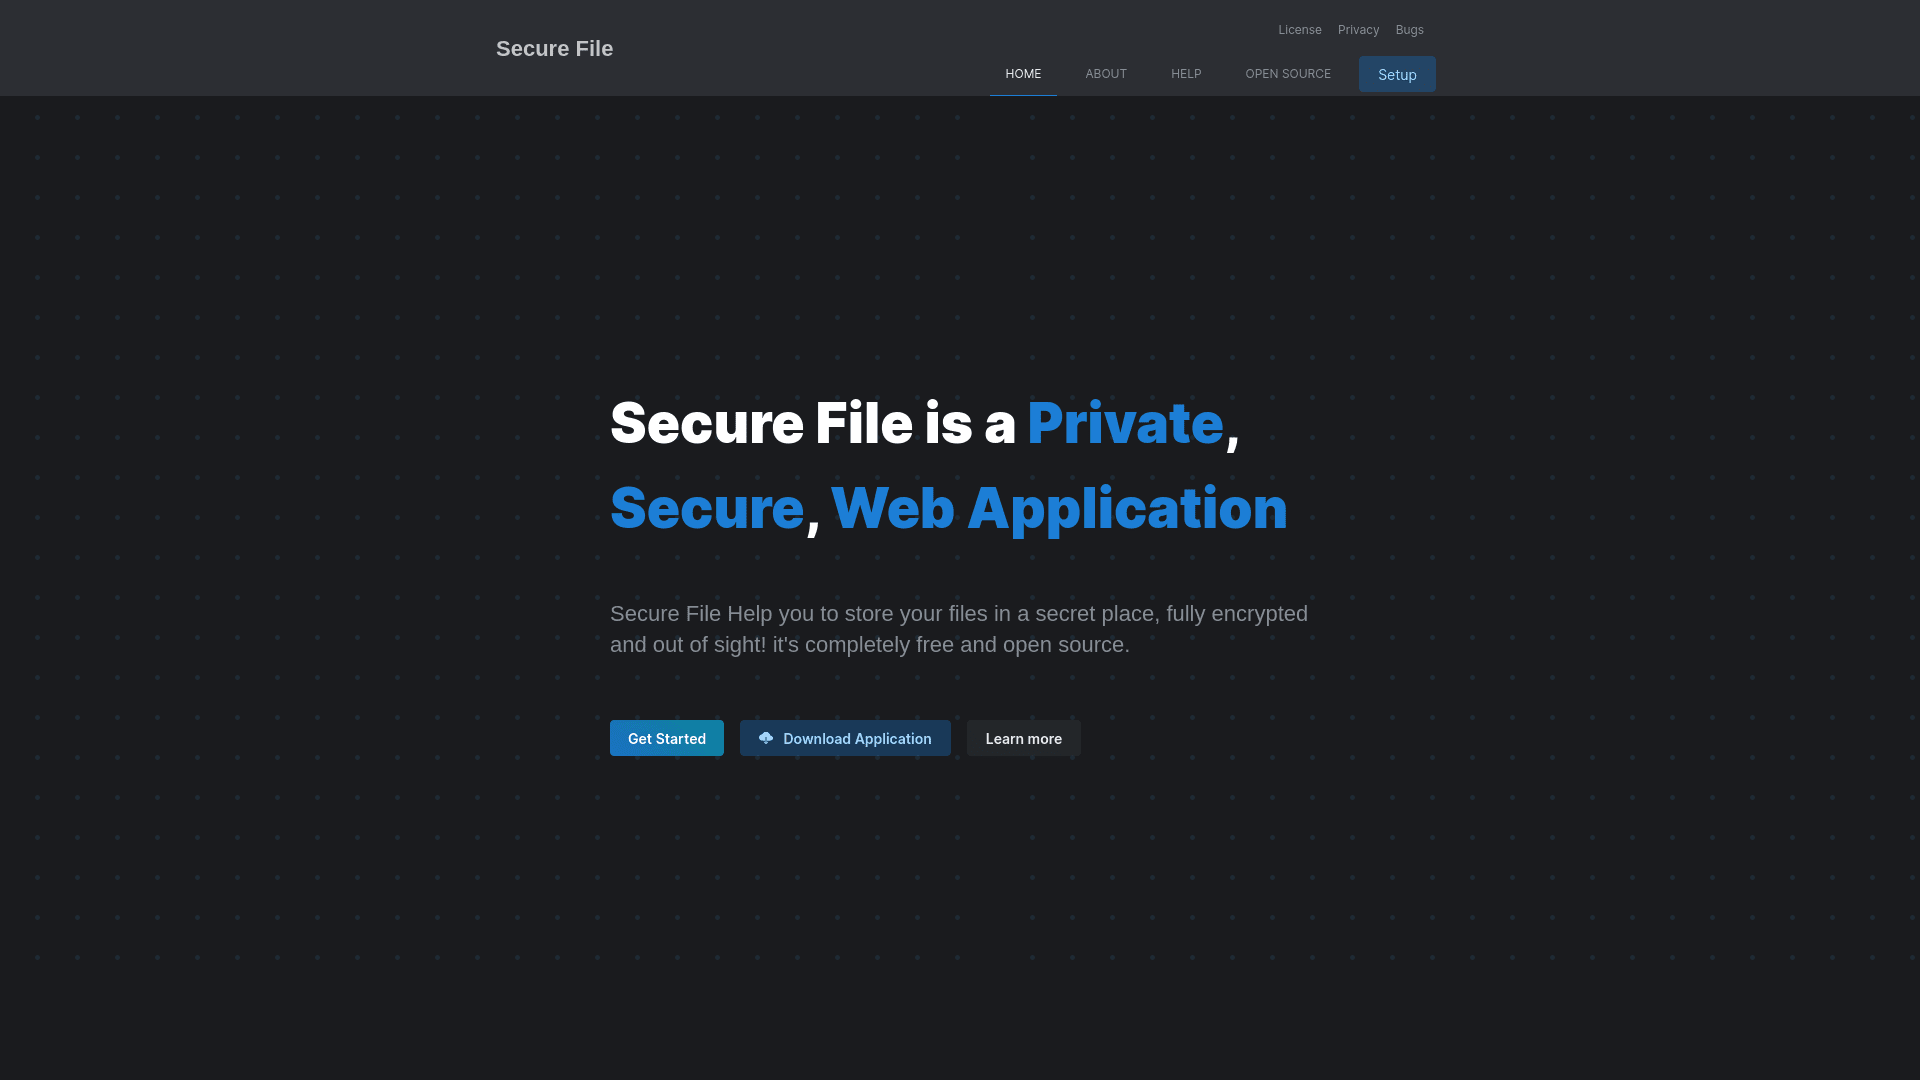 Secure File
License Privacy Bugs
HOME ABOUT HELP OPEN SOURCE Setup
Secure File is a Private,
Secure, Web Application
Secure File Help you to store your files in a secret place, fully encrypted
and out of sight! it's completely free and open source.
Get Started Download Application Learn more